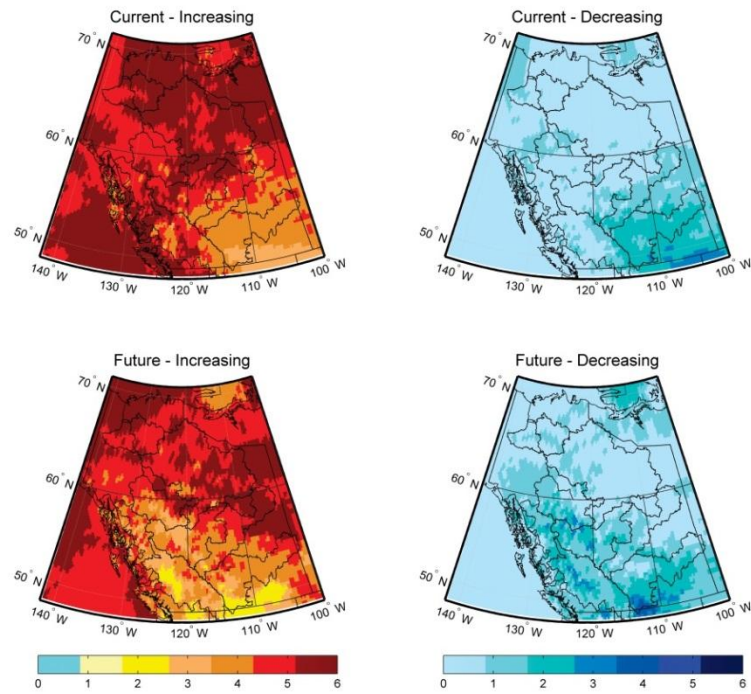 Current - Increasing
Current - Decreasing
70° N
60° N
50° N
140° W
130° W
120° W
110° W
100° W
70° N
60° N
50° N
140° W
130° W
120° W
110° W
100° W
Future - Increasing
Future - Decreasing
70° N
60° N
50° N
140° W
130° W
120° W
110° W
100° W
70° N
60° N
50° N
140° W
130° W
120° W
110° W
100° W
0 1 2 3 4 5 6
0 1 2 3 4 5 6